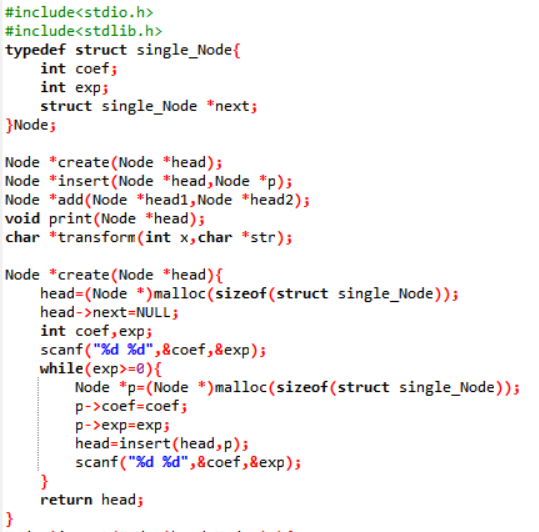 #include<stdio.h>
#include<stdlib.h>
typedef struct single_Node{
    int coef;
    int exp;
    struct single_Node *next;
}Node;

Node *create(Node *head);
Node *insert(Node *head,Node *p);
Node *add(Node *head1,Node *head2);
void print(Node *head);
char *transform(int x,char *str);

Node *create(Node *head){
    head=(Node *)malloc(sizeof(struct single_Node));
    head->next=NULL;
    int coef,exp;
    scanf("%d %d",&coef,&exp);
    while(exp>=0){
        Node *p=(Node *)malloc(sizeof(struct single_Node));
        p->coef=coef;
        p->exp=exp;
        head=insert(head,p);
        scanf("%d %d",&coef,&exp);
    }
    return head;
}